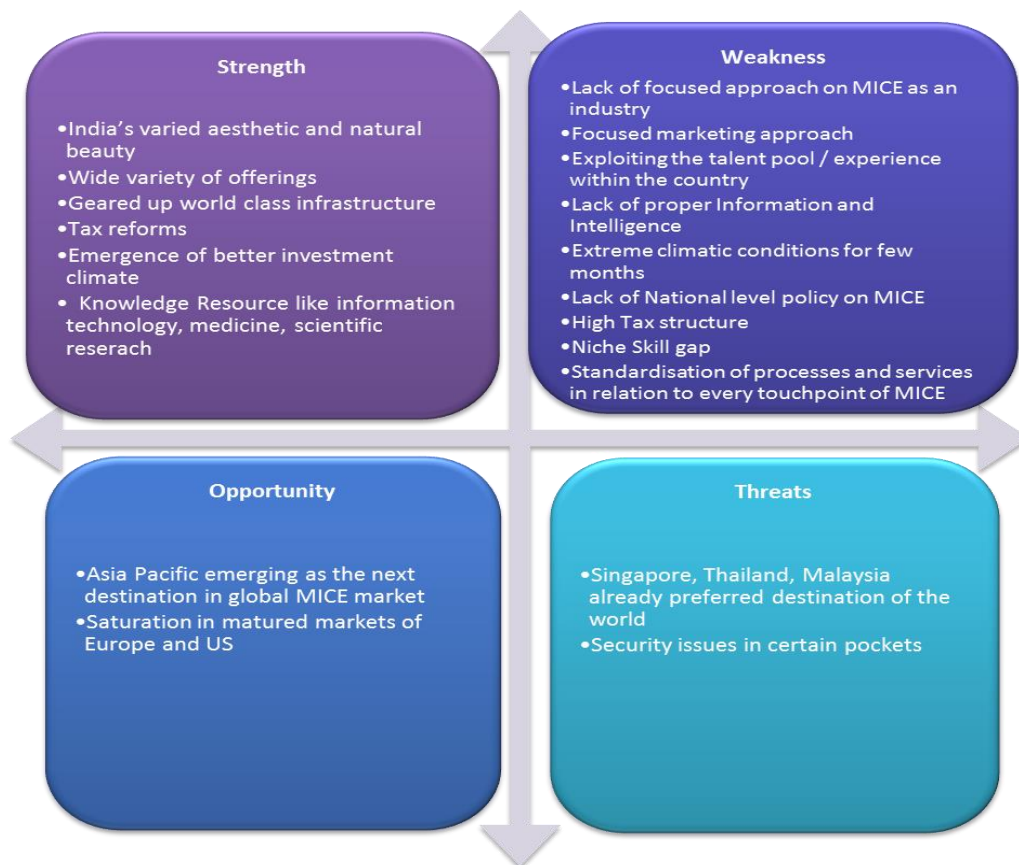 Strength
•India’s varied aesthetic and natural
beauty
•Wide variety of offerings
•Geared up world class infrastructure
•Tax reforms
•Emergence of better investment
climate
• Knowledge Resource like information
technology, medicine, scientific
reserach
Weakness
•Lack of focused approach on MICE as an
industry
•Focused marketing approach
•Exploiting the talent pool / experience
within the country
•Lack of proper Information and
Intelligence
•Extreme climatic conditions for few
months
•Lack of National level policy on MICE
•High Tax structure
•Niche Skill gap
•Standardisation of processes and services
in relation to every touchpoint of MICE
Opportunity
•Asia Pacific emerging as the next
destination in global MICE market
•Saturation in matured markets of
Europe and US
Threats
•Singapore, Thailand, Malaysia
already preferred destination of the
world
•Security issues in certain pockets